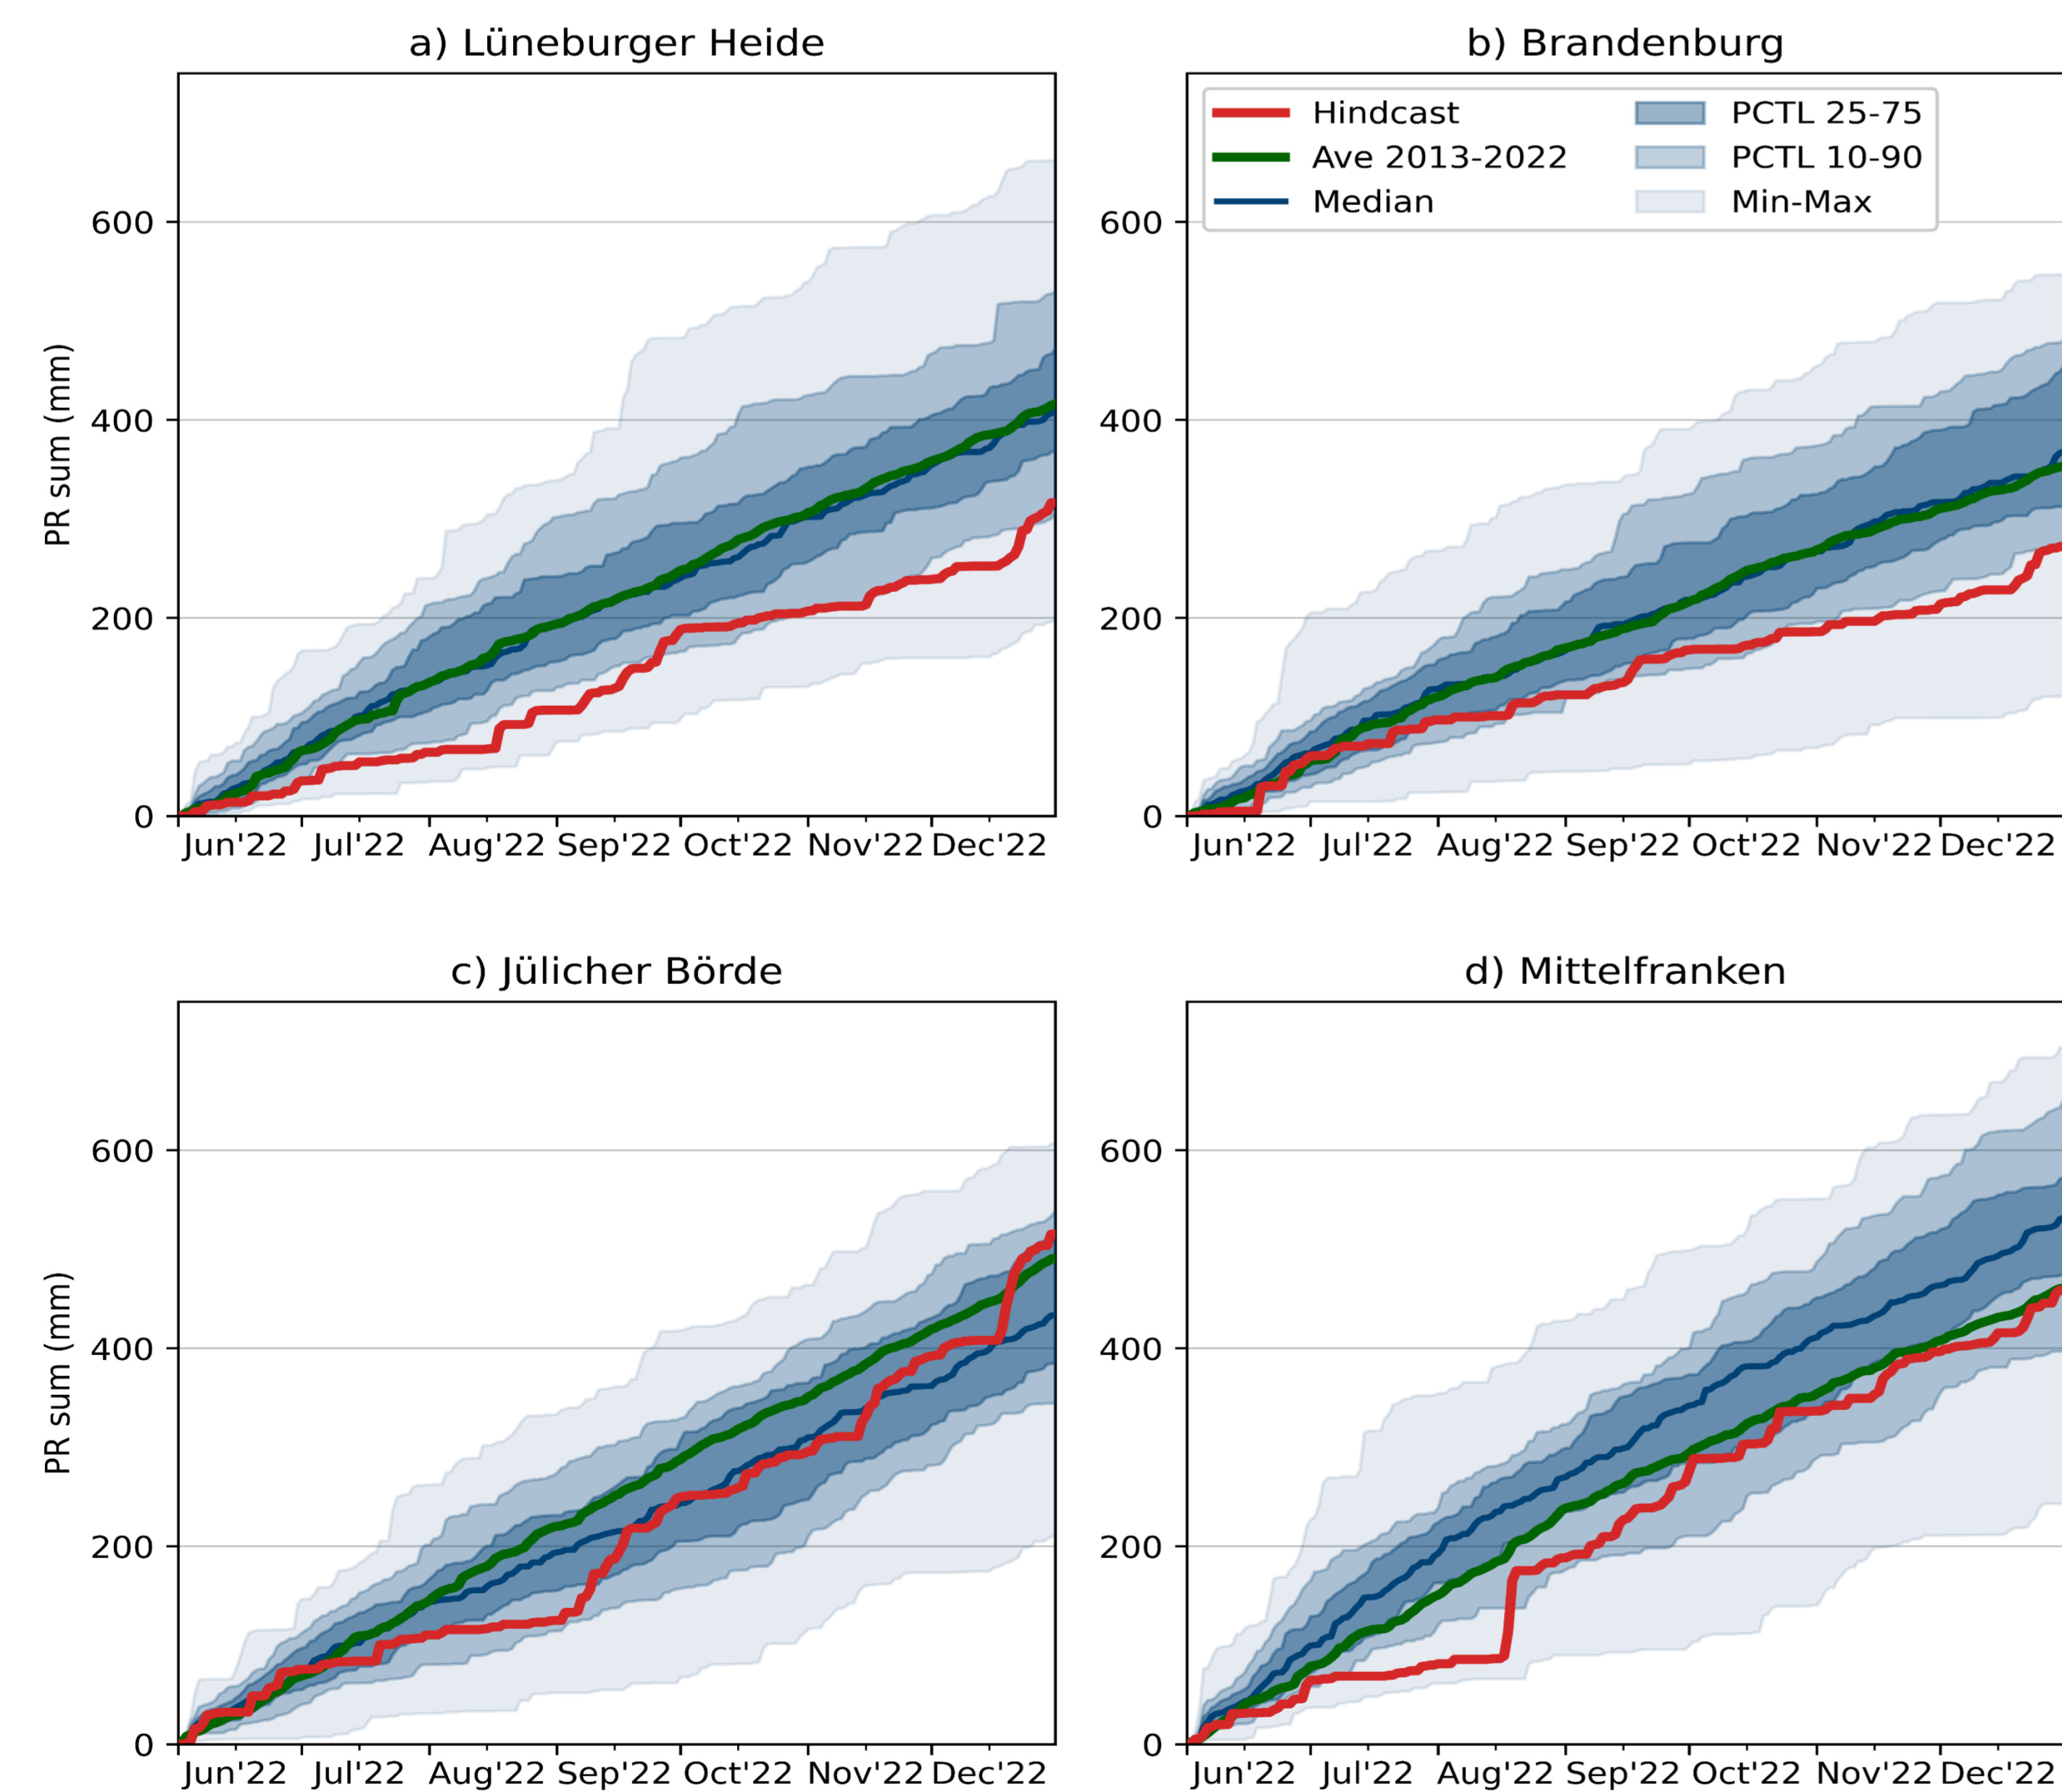 a) Lüneburger Heide
PR sum (mm)
600
400
200
0
Jun'22 Jul'22 Aug'22 Sep'22 Oct'22 Nov'22 Dec'22
b) Brandenburg
Hindcast PCTL 25-75
Ave 2013-2022 PCTL 10-90
Median Min-Max
600
400
200
0
Jun'22 Jul'22 Aug'22 Sep'22 Oct'22 Nov'22 Dec'22
c) Jülicher Börde
PR sum (mm)
600
400
200
0
Jun'22 Jul'22 Aug'22 Sep'22 Oct'22 Nov'22 Dec'22
d) Mittelfranken
600
400
200
0
Jun'22 Jul'22 Aug'22 Sep'22 Oct'22 Nov'22 Dec'22